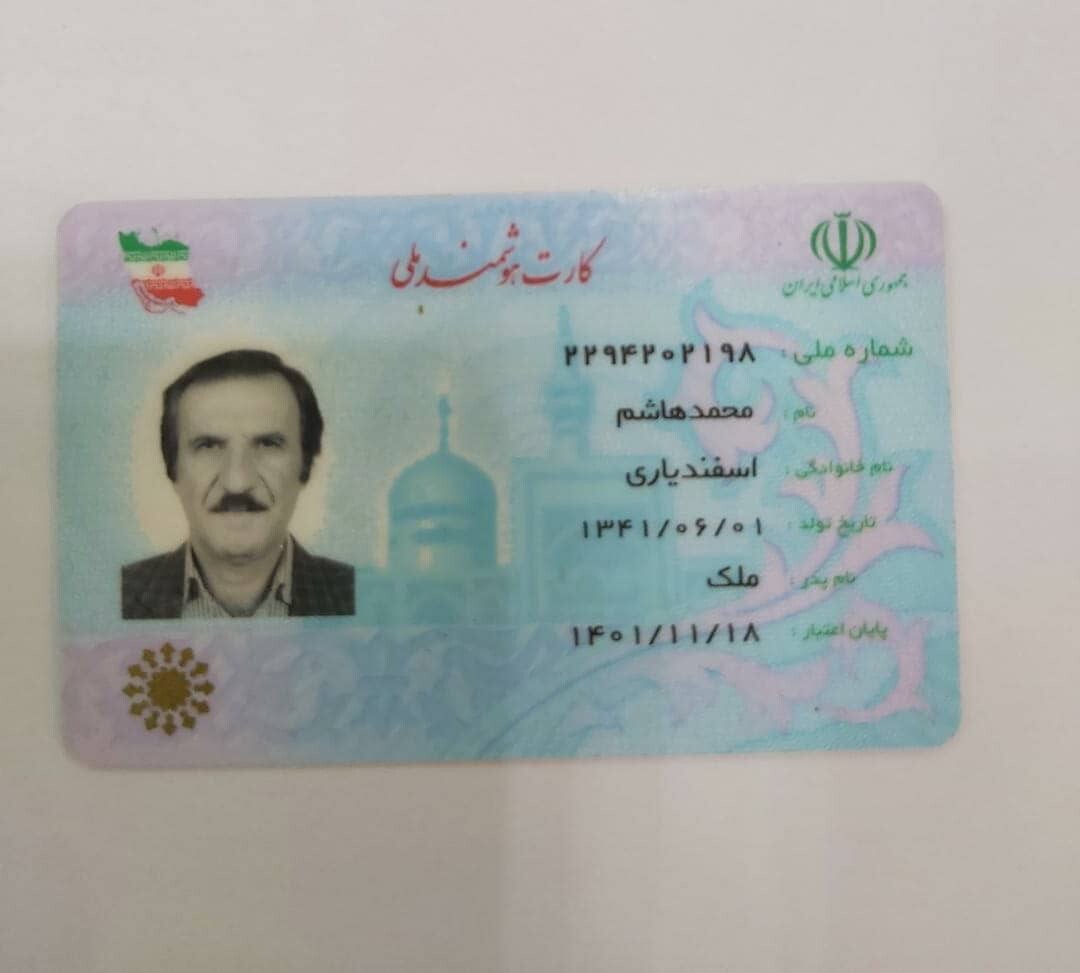 کارت هوشمند ملی
جمهوری اسلامی ایران
شماره ملی: ۲۲۹۴۲۰۲۱۹۸
نام: محمدهاشم
نام خانوادگی: اسفندیاری
تاریخ تولد: ۱۳۴۱/۰۶/۰۱
نام پدر: ملک
پایان اعتبار: ۱۴۰۱/۱۱/۱۸